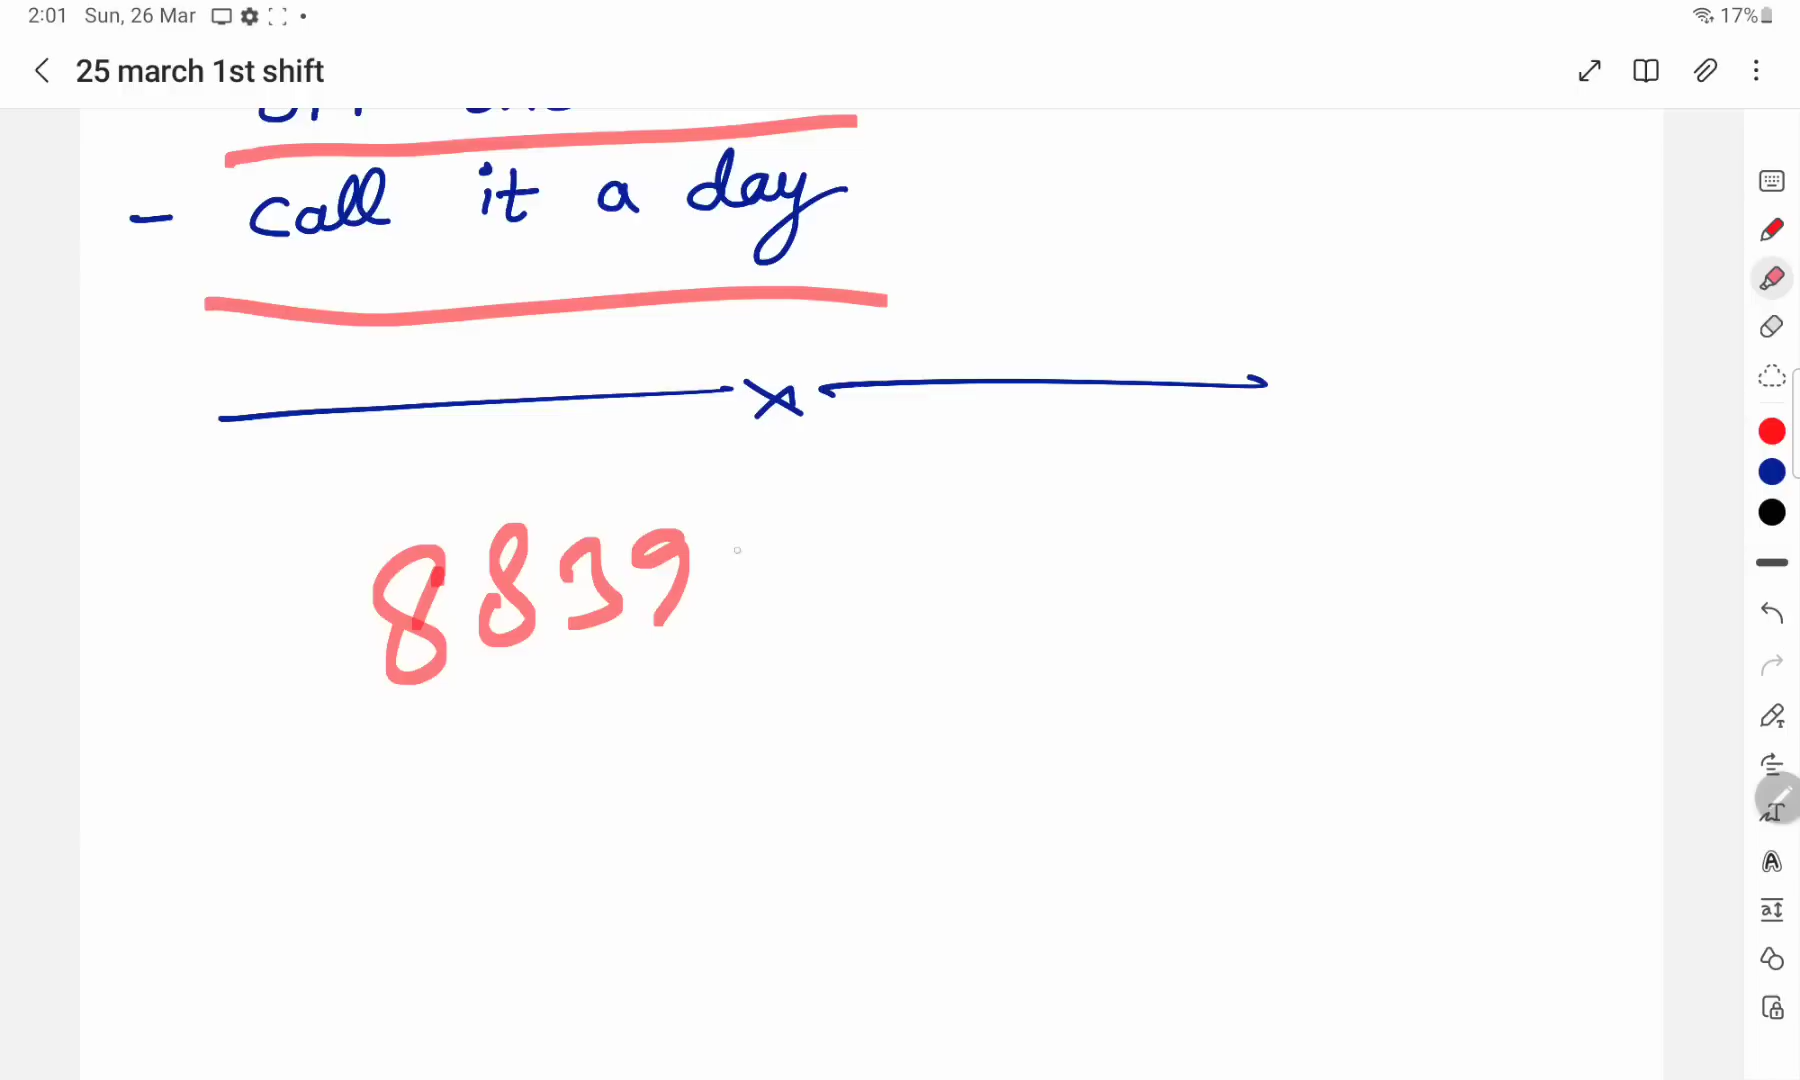 2:01 Sun, 26 Mar 17%
25 march 1st shift
- call it a day
8839